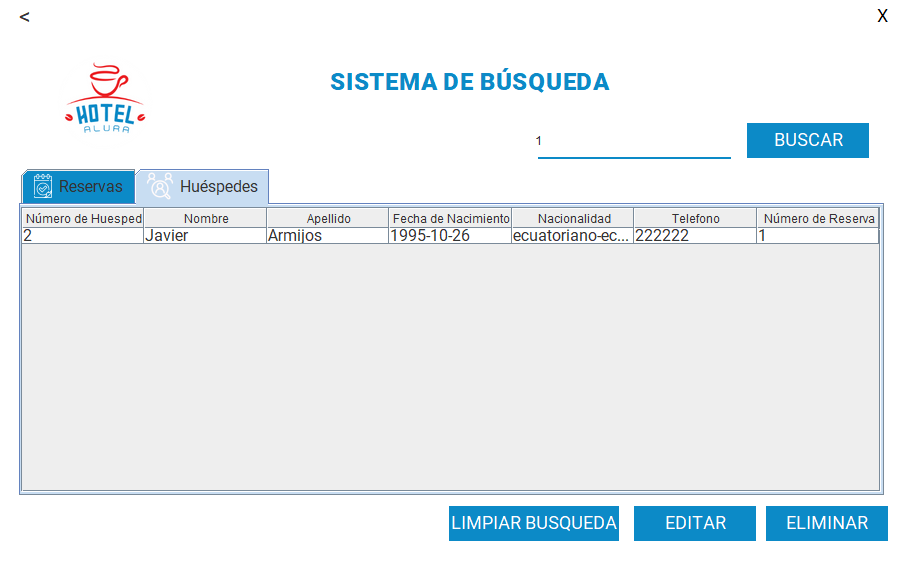 <
X
HOTEL
ALURA
SISTEMA DE BÚSQUEDA
1
BUSCAR
Reservas
Huéspedes
Número de Huesped Nombre Apellido Fecha de Nacimiento Nacionalidad Telefono Número de Reserva
2 Javier Armijos 1995-10-26 ecuatoriano-ec... 222222 1
LIMPIAR BUSQUEDA
EDITAR
ELIMINAR